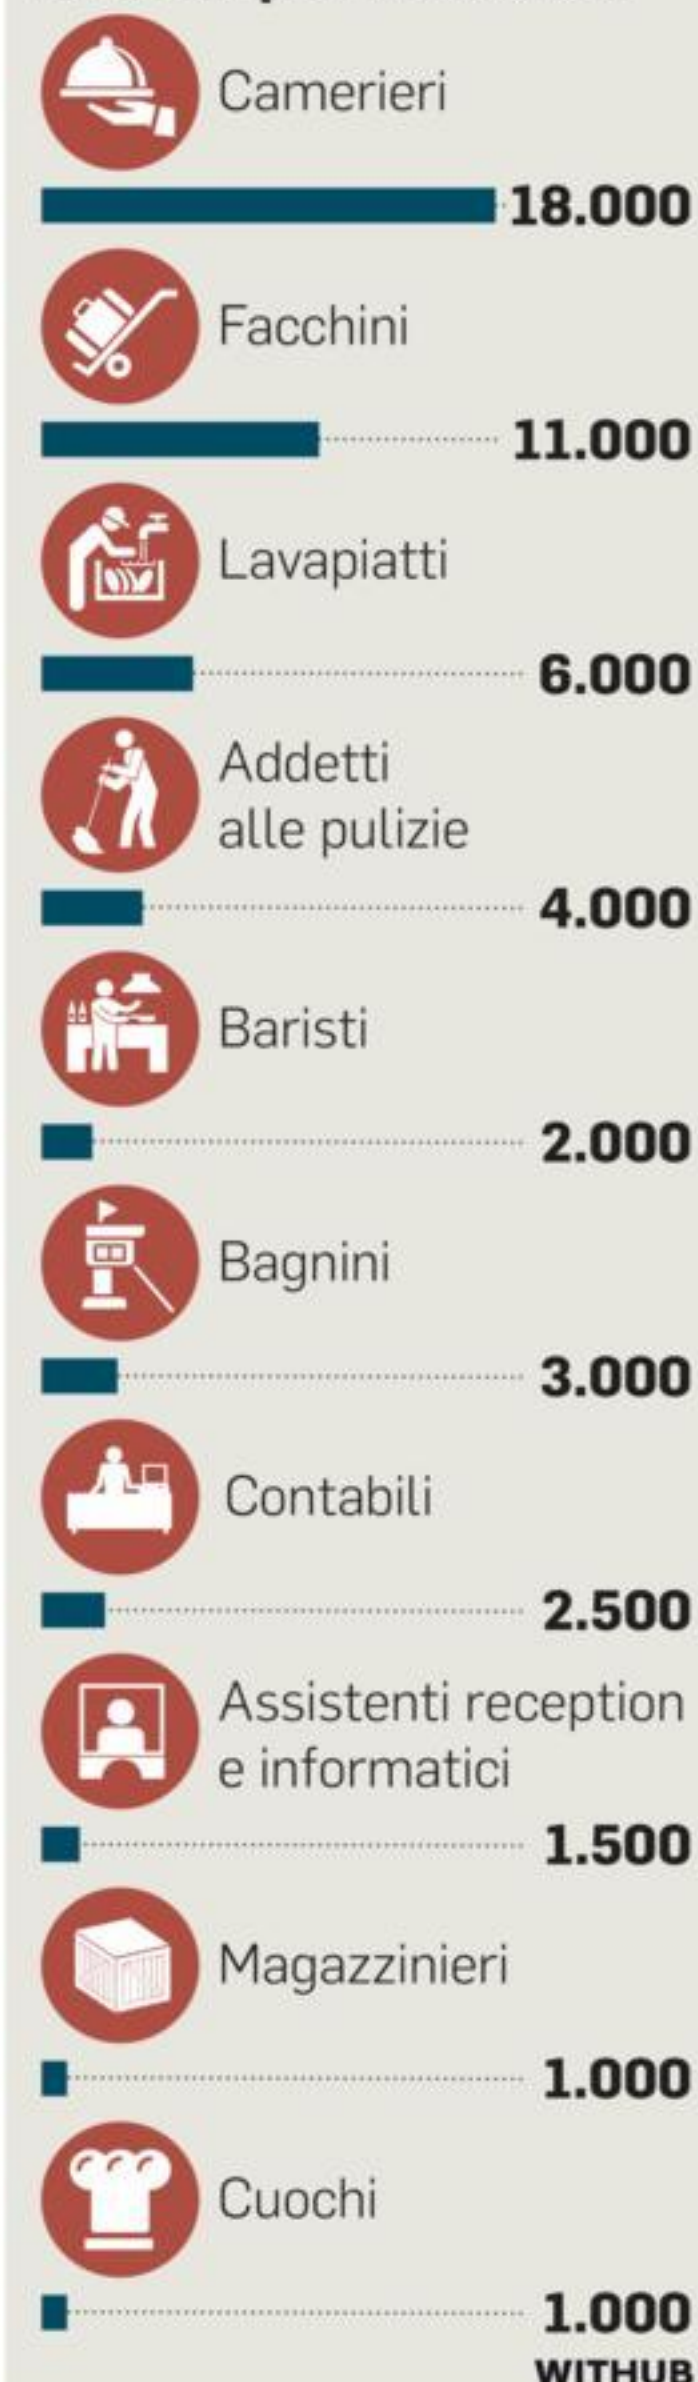 Camerieri
18.000
Facchini
11.000
Lavapiatti
6.000
Addetti
alle pulizie
4.000
Baristi
2.000
Bagnini
3.000
Contabili
2.500
Assistenti reception
e informatici
1.500
Magazzinieri
1.000
Cuochi
1.000
WITHUB